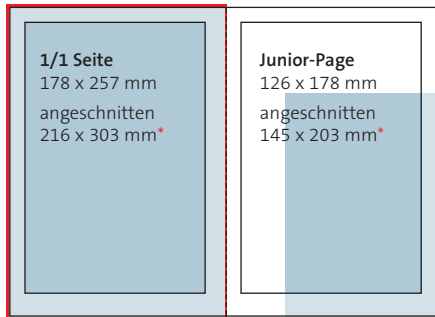 1/1 Seite
178 x 257 mm
angeschnitten
216 x 303 mm*
Junior-Page
126 x 178 mm
angeschnitten
145 x 203 mm*